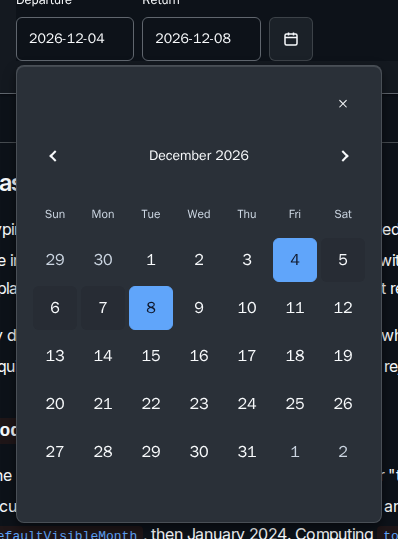 Departure Return
2026-12-04 2026-12-08
×
December 2026
Sun Mon Tue Wed Thu Fri Sat
29 30 1 2 3 4 5
6 7 8 9 10 11 12
13 14 15 16 17 18 19
20 21 22 23 24 25 26
27 28 29 30 31 1 2
then January 2024. Computing